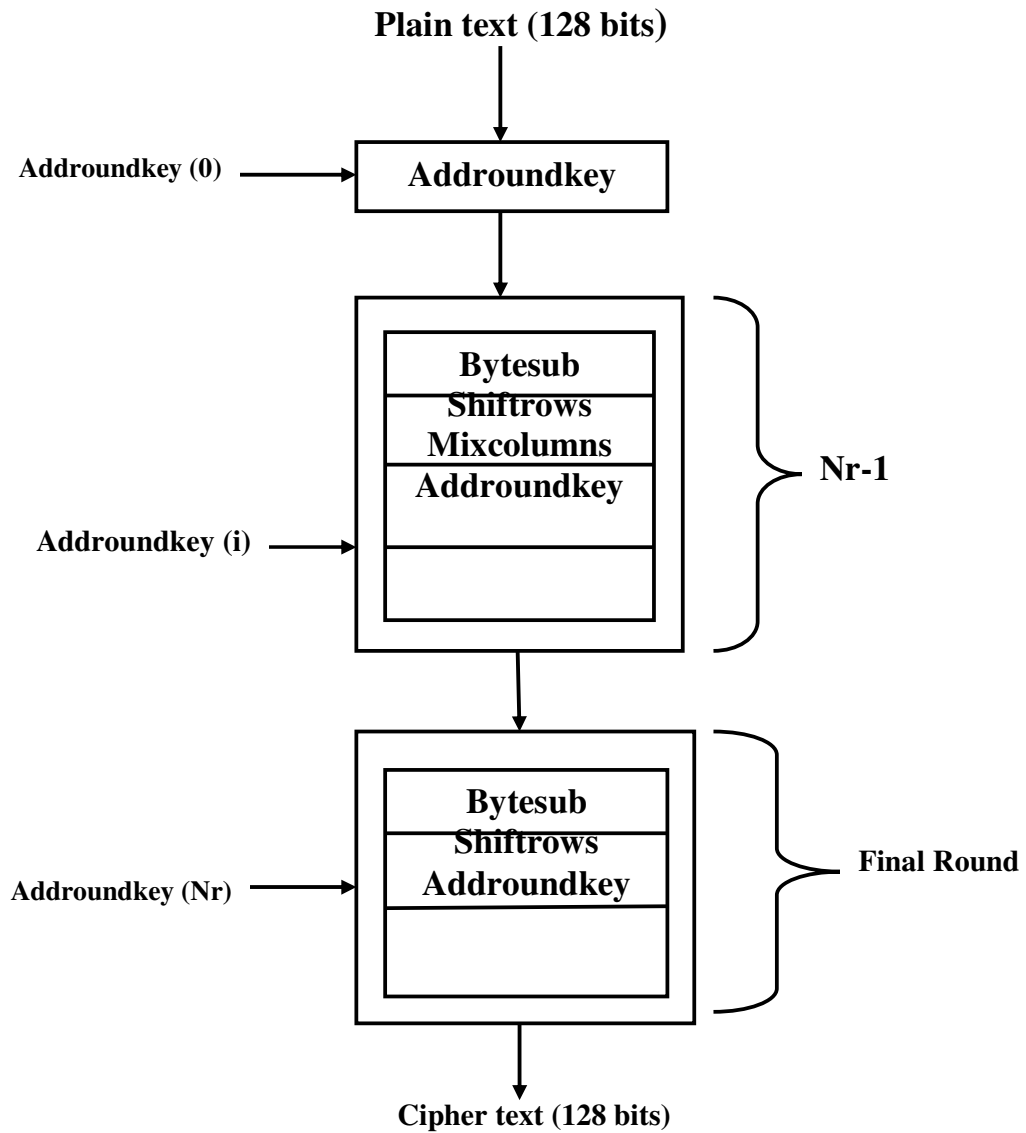 Plain text (128 bits)
Addroundkey (0)
Addroundkey
Bytesub
Shiftrows
Mixcolumns
Addroundkey
Nr-1
Addroundkey (i)
Bytesub
Shiftrows
Addroundkey
Final Round
Addroundkey (Nr)
Cipher text (128 bits)